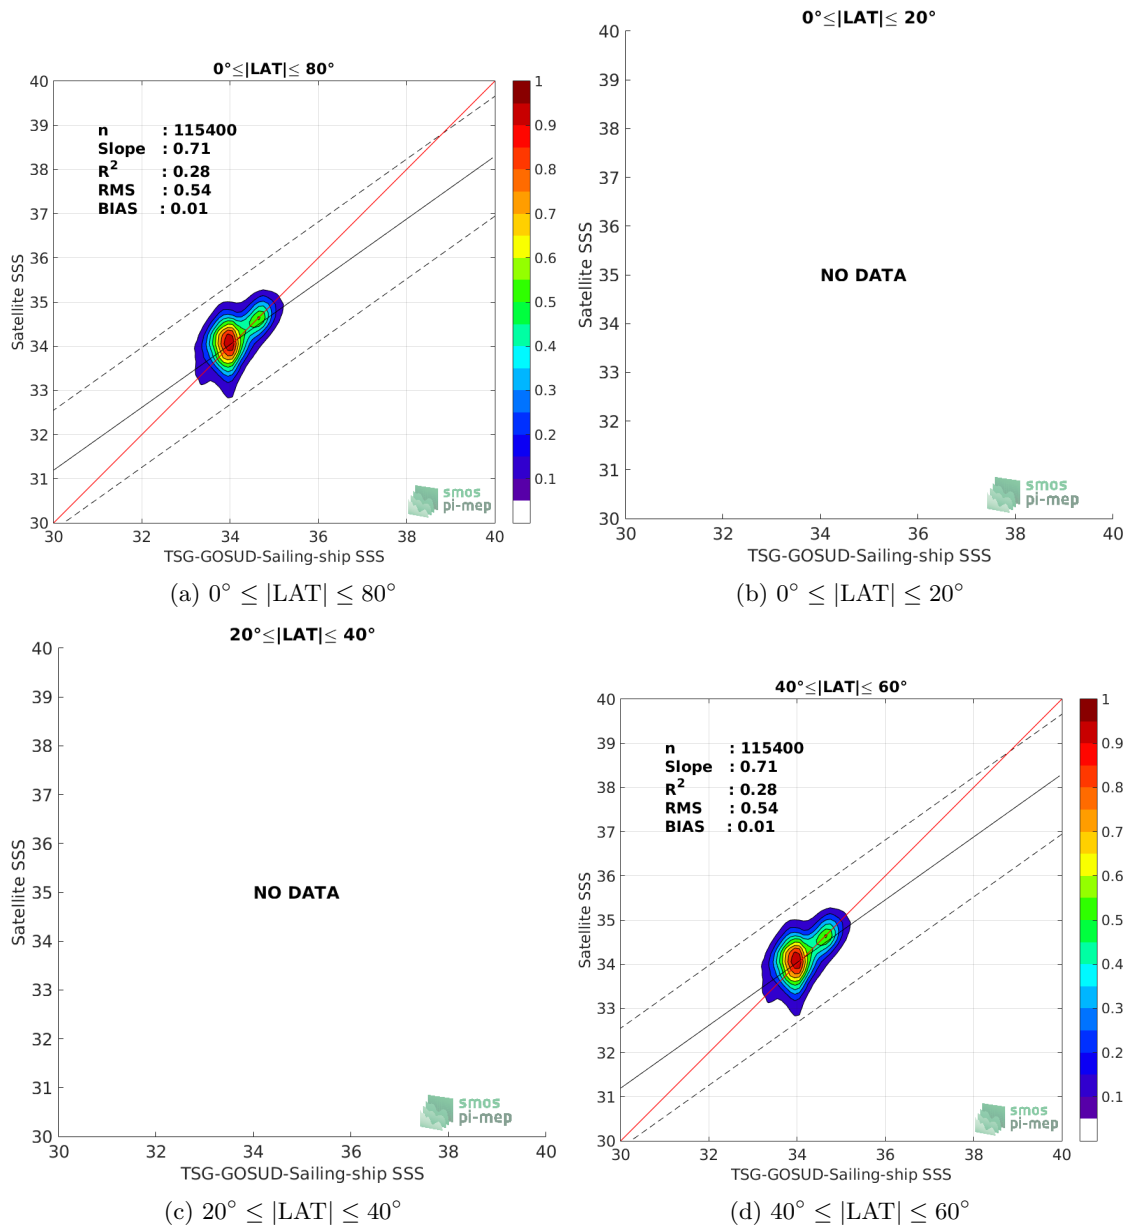 0°≤|LAT|≤ 80°
40
39
38
37
36
35
34
33
32
31
30
Satellite SSS
n : 115400
Slope : 0.71
R² : 0.28
RMS : 0.54
BIAS : 0.01
smos
pi-mep
30 32 34 36 38 40
TSG-GOSUD-Sailing-ship SSS
1
0.9
0.8
0.7
0.6
0.5
0.4
0.3
0.2
0.1
(a) 0° ≤ |LAT| ≤ 80°
0°≤|LAT|≤ 20°
40
39
38
37
36
35
34
33
32
31
30
Satellite SSS
NO DATA
smos
pi-mep
30 32 34 36 38 40
TSG-GOSUD-Sailing-ship SSS
(b) 0° ≤ |LAT| ≤ 20°
20°≤|LAT|≤ 40°
40
39
38
37
36
35
34
33
32
31
30
Satellite SSS
NO DATA
smos
pi-mep
30 32 34 36 38 40
TSG-GOSUD-Sailing-ship SSS
(c) 20° ≤ |LAT| ≤ 40°
40°≤|LAT|≤ 60°
40
39
38
37
36
35
34
33
32
31
30
Satellite SSS
n : 115400
Slope : 0.71
R² : 0.28
RMS : 0.54
BIAS : 0.01
smos
pi-mep
30 32 34 36 38 40
TSG-GOSUD-Sailing-ship SSS
1
0.9
0.8
0.7
0.6
0.5
0.4
0.3
0.2
0.1
(d) 40° ≤ |LAT| ≤ 60°